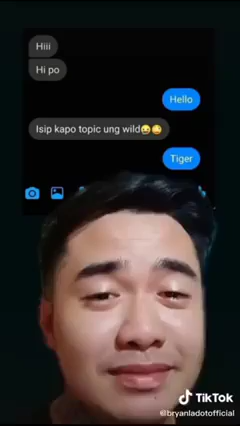 Hiii
Hi po
Hello
Isip kapo topic ung wild😂🤩
Tiger
TikTok
@bryanladotofficial